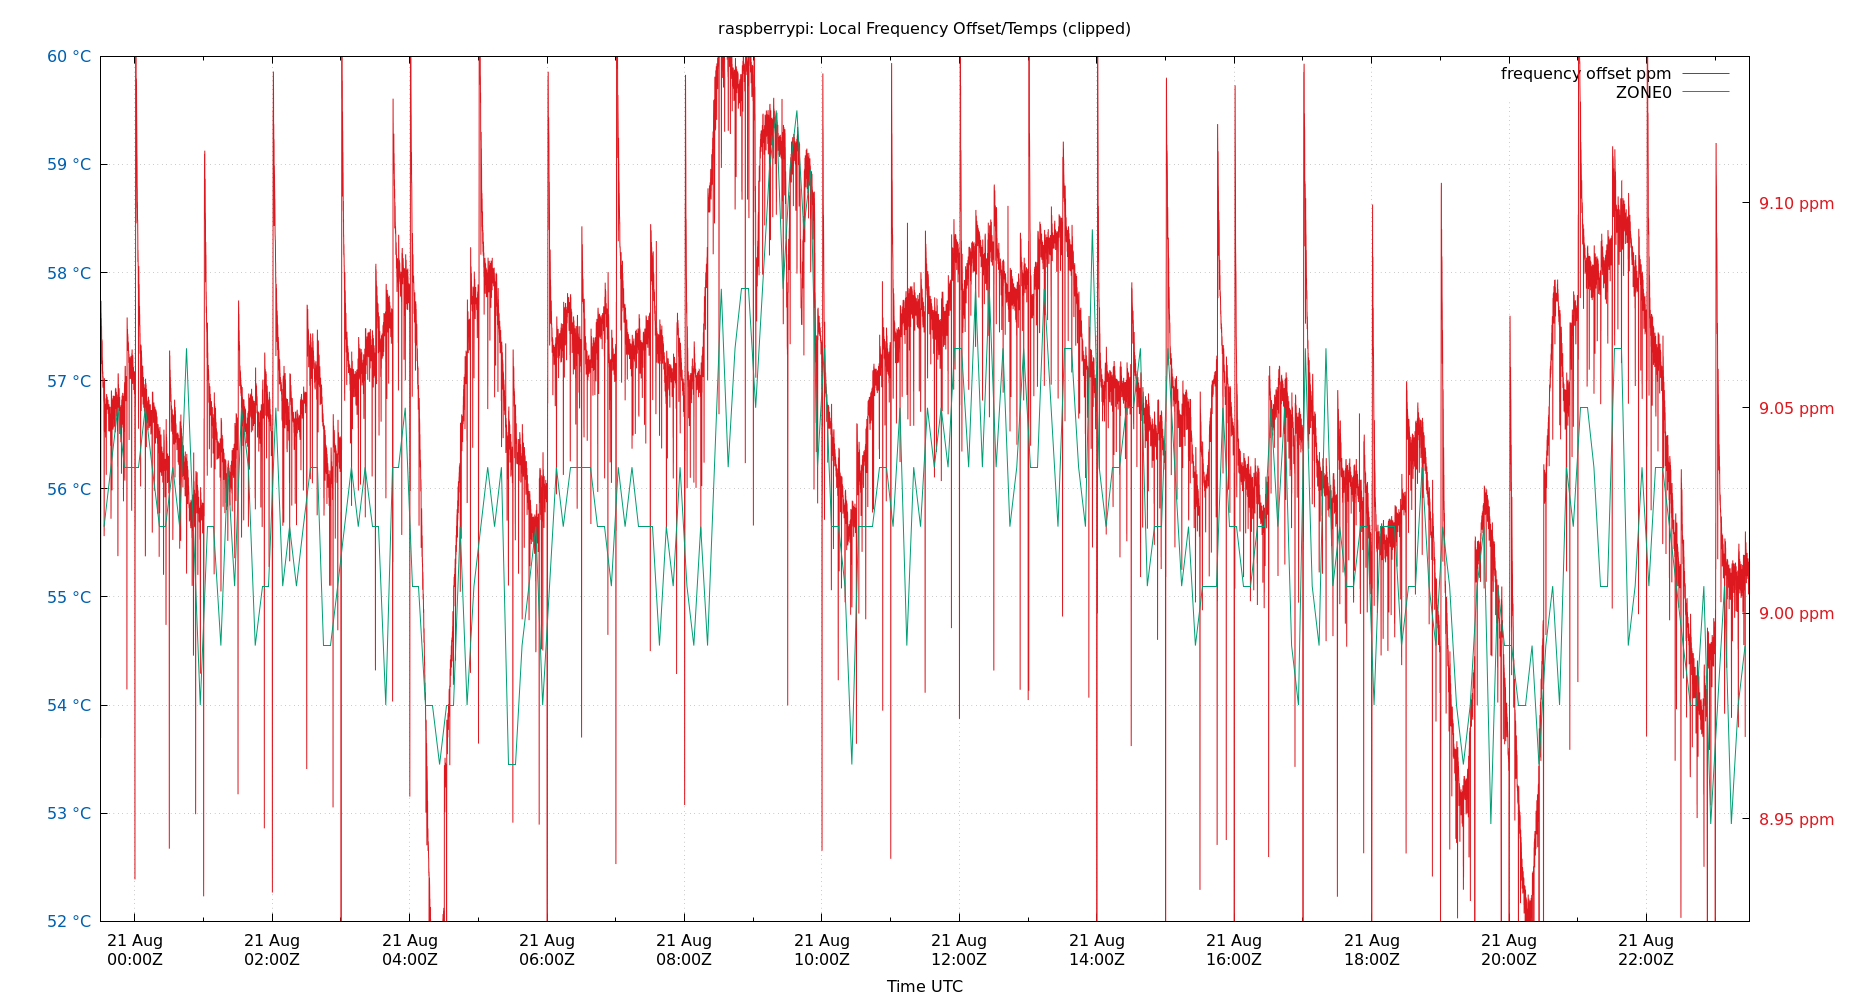 raspberrypi: Local Frequency Offset/Temps (clipped)
60 °C
59 °C
58 °C
57 °C
56 °C
55 °C
54 °C
53 °C
52 °C
frequency offset ppm
ZONE0
9.10 ppm
9.05 ppm
9.00 ppm
8.95 ppm
21 Aug 21 Aug 21 Aug 21 Aug 21 Aug 21 Aug 21 Aug 21 Aug 21 Aug 21 Aug 21 Aug 21 Aug
00:00Z 02:00Z 04:00Z 06:00Z 08:00Z 10:00Z 12:00Z 14:00Z 16:00Z 18:00Z 20:00Z 22:00Z
Time UTC